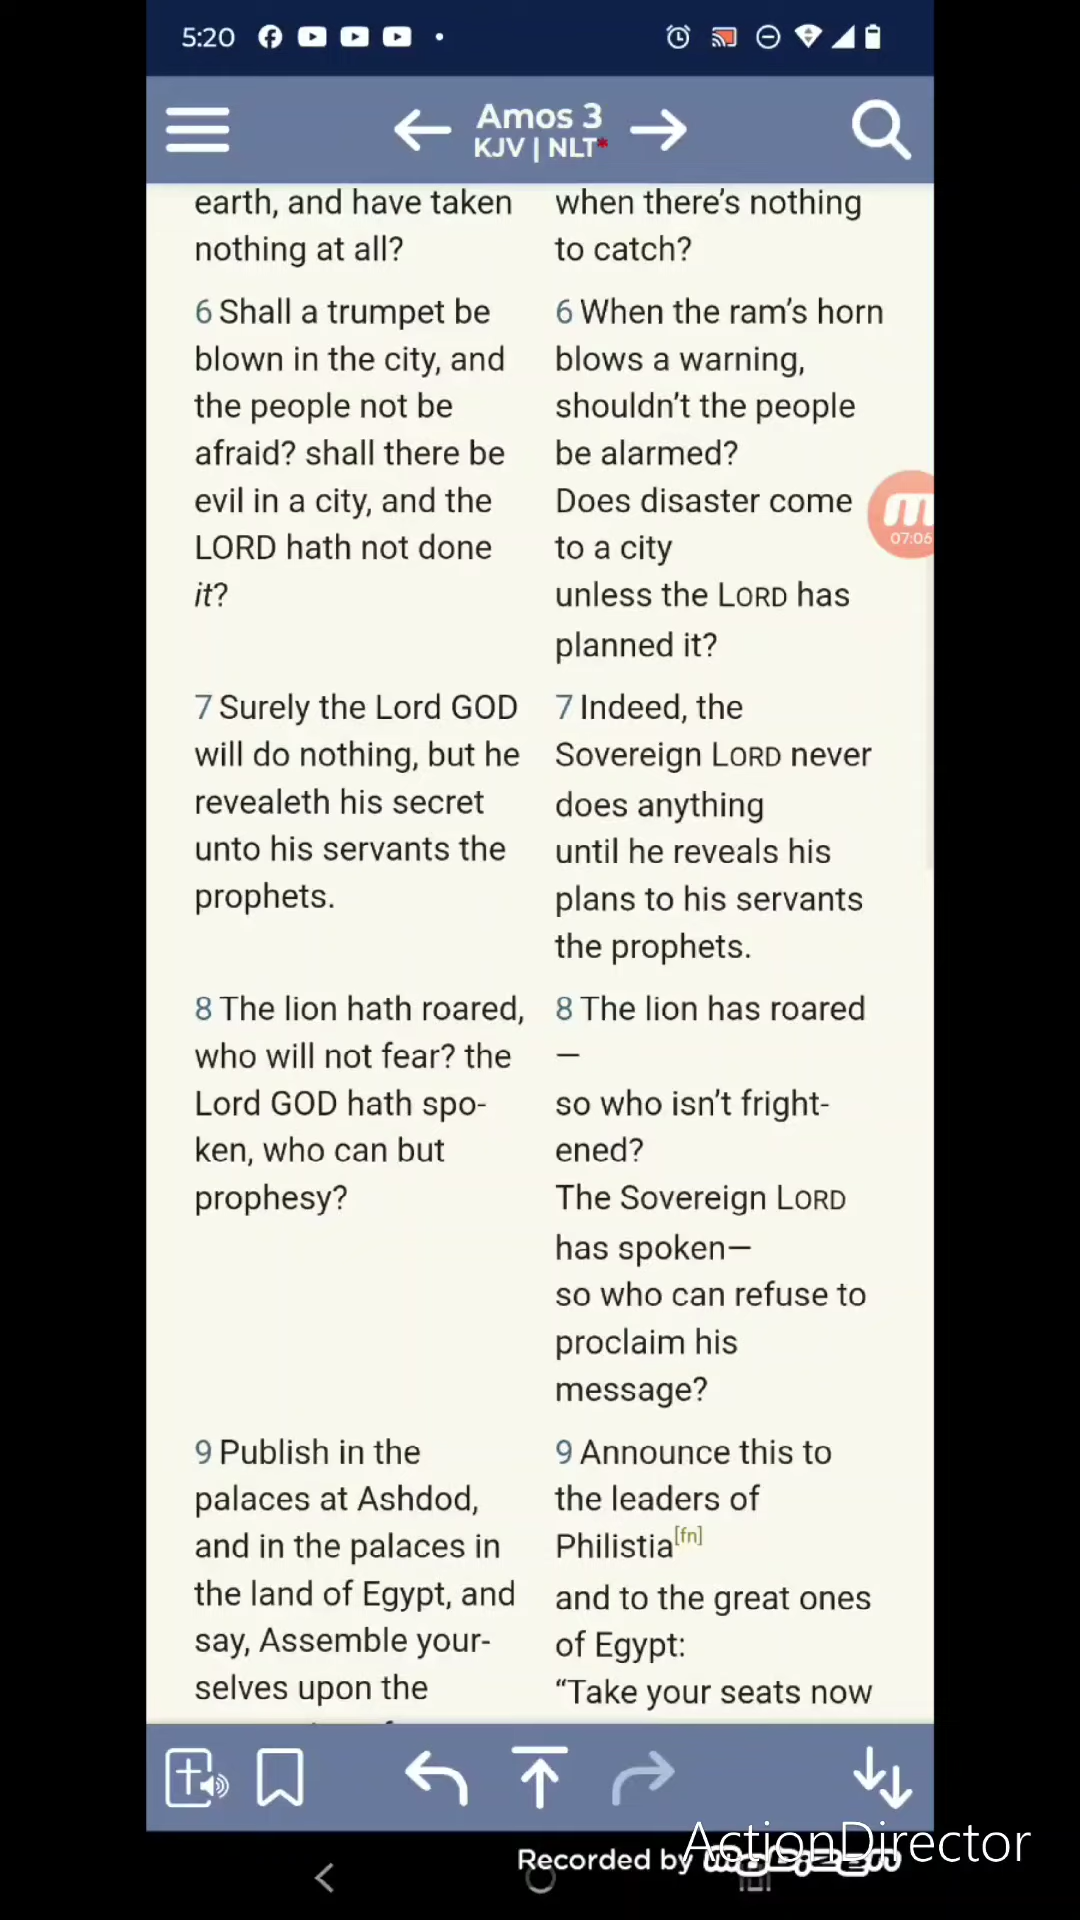 5:20
Amos 3
KJV | NLT*
earth, and have taken
nothing at all?
6 Shall a trumpet be
blown in the city, and
the people not be
afraid? shall there be
evil in a city, and the
LORD hath not done
it?
7 Surely the Lord GOD
will do nothing, but he
revealeth his secret
unto his servants the
prophets.
8 The lion hath roared,
who will not fear? the
Lord GOD hath spo-
ken, who can but
prophesy?
9 Publish in the
palaces at Ashdod,
and in the palaces in
the land of Egypt, and
say, Assemble your-
selves upon the
when there’s nothing
to catch?
6 When the ram’s horn
blows a warning,
shouldn’t the people
be alarmed?
Does disaster come
to a city
unless the LORD has
planned it?
7 Indeed, the
Sovereign LORD never
does anything
until he reveals his
plans to his servants
the prophets.
8 The lion has roared
—
so who isn’t fright-
ened?
The Sovereign LORD
has spoken—
so who can refuse to
proclaim his
message?
9 Announce this to
the leaders of
Philistia[fn]
and to the great ones
of Egypt:
“Take your seats now
07:06
ActionDirector
Recorded by